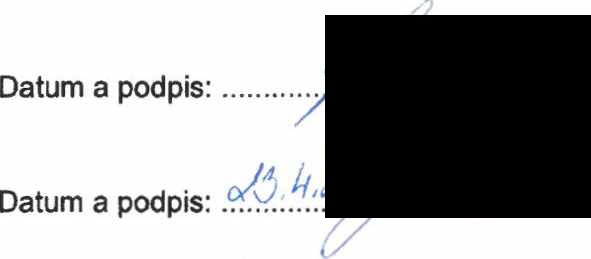 Datum a podpis: .............
Datum a podpis: 23.4.